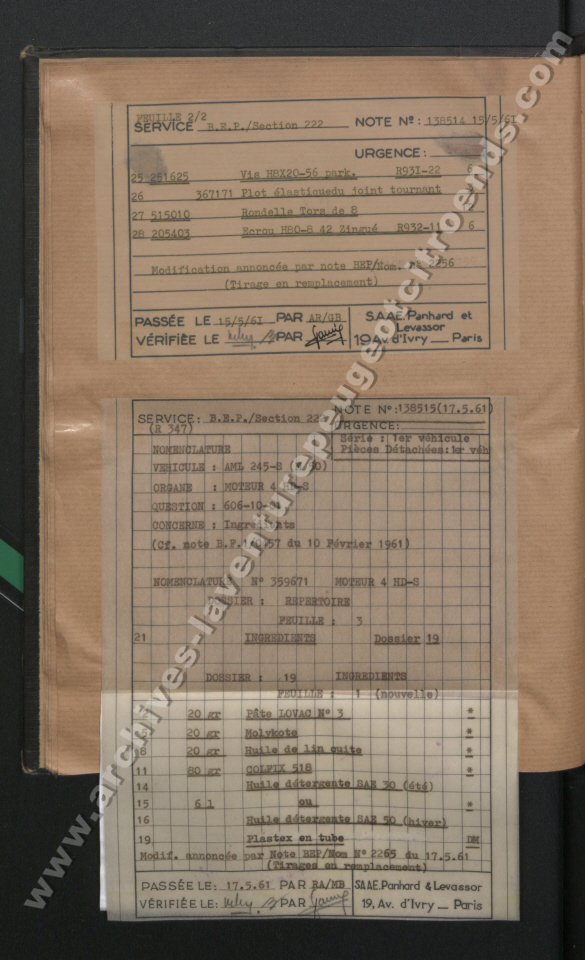 FEUILLE 2/2
SERVICE B.E.P./Section 222 NOTE Nº: 138514 15/5/61
URGENCE:
25 251625 Vis H8X20-56 park. R931-22 6
26 367171 Plot élastiquedu joint tournant
27 515010 Rondelle Tors de 8
28 205403 Ecrou H80-8 42 Zingué R932-11 6
Modification annoncée par note BEP/Nom. N° 2256
(Tirage en remplacement)
PASSÉE LE 15/5/61 PAR AR/GB
VÉRIFIÉE LE PAR
S.A.A.E. Panhard et
Levassor
19 Av. d'Ivry __ Paris
SERVICE: B.E.P./Section 222 NOTE Nº: 138515(17.5.61)
(R 347) URGENCE:
Série : 1er véhicule
NOMENCLATURE Pièces Détachées: 1er véh
VEHICULE : AML 245-S
ORGANE : MOTEUR 4 HD-S
QUESTION : 606-10-
CONCERNE : Ingrédients
(Cf. note B.P. du 10 Février 1961)
NOMENCLATURE N° 359671 MOTEUR 4 HD-S
DOSSIER : REPERTOIRE
FEUILLE : 3
21 INGREDIENTS Dossier 19
DOSSIER : 19 INGREDIENTS
FEUILLE : 1 (nouvelle)
20 gr Pâte LOVAC N° 3 *
20 gr Molykote *
8 20 gr Huile de lin cuite *
11 80 gr COLFIX 518 *
14 Huile détergente SAE 30 (été)
15 6 l ou *
16 Huile détergente SAE 50 (hiver)
19 Plastex en tube DM
Modif. annoncée par Note BEP/Nom N° 2265 du 17.5.61
(Tirages en remplacement)
PASSÉE LE: 17.5.61 PAR RA/MB
VÉRIFIÉE LE: PAR
S.A.A.E. Panhard & Levassor
19, Av. d'Ivry __ Paris
www.archives-laventurepeugeotcitroends.com